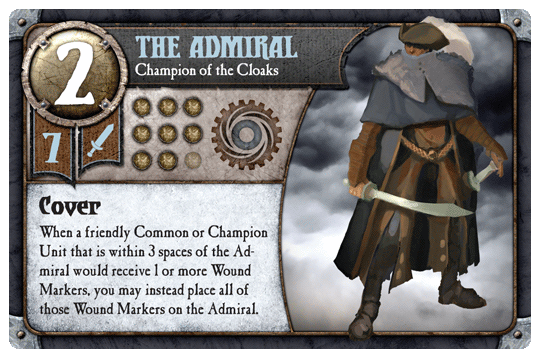 2
THE ADMIRAL
Champion of the Cloaks
7
Cover
When a friendly Common or Champion
Unit that is within 3 spaces of the Ad-
miral would receive 1 or more Wound
Markers, you may instead place all of
those Wound Markers on the Admiral.